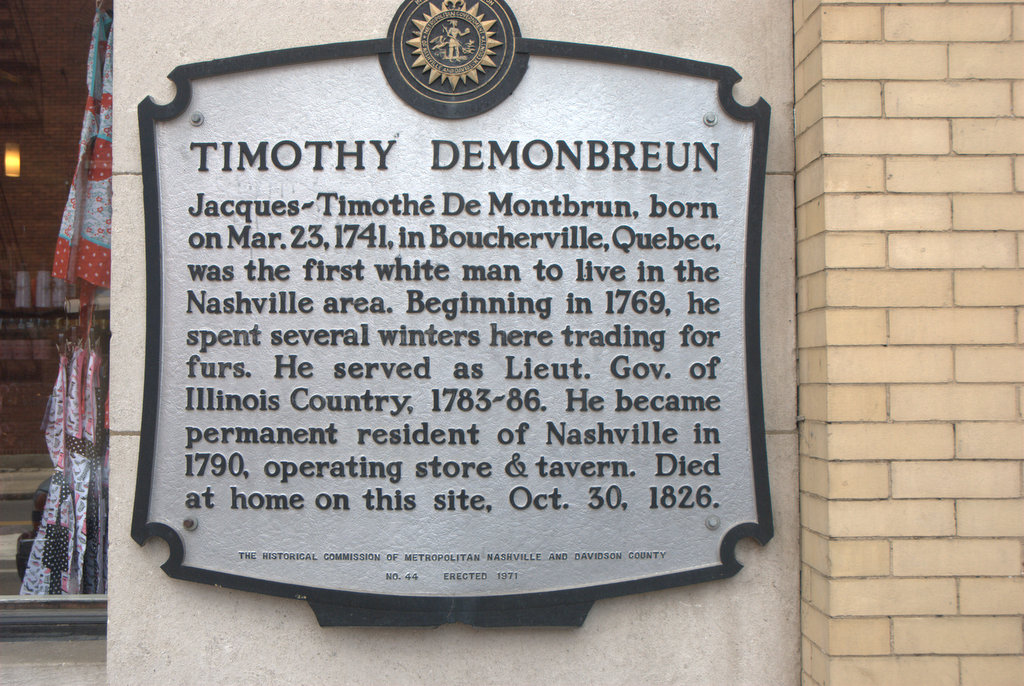 TIMOTHY DEMONBREUN
Jacques-Timothé De Montbrun, born
on Mar. 23, 1741, in Boucherville, Quebec,
was the first white man to live in the
Nashville area. Beginning in 1769, he
spent several winters here trading for
furs. He served as Lieut. Gov. of
Illinois Country, 1783-86. He became
permanent resident of Nashville in
1790, operating store & tavern. Died
at home on this site, Oct. 30, 1826.
THE HISTORICAL COMMISSION OF METROPOLITAN NASHVILLE AND DAVIDSON COUNTY
NO. 44 ERECTED 1971